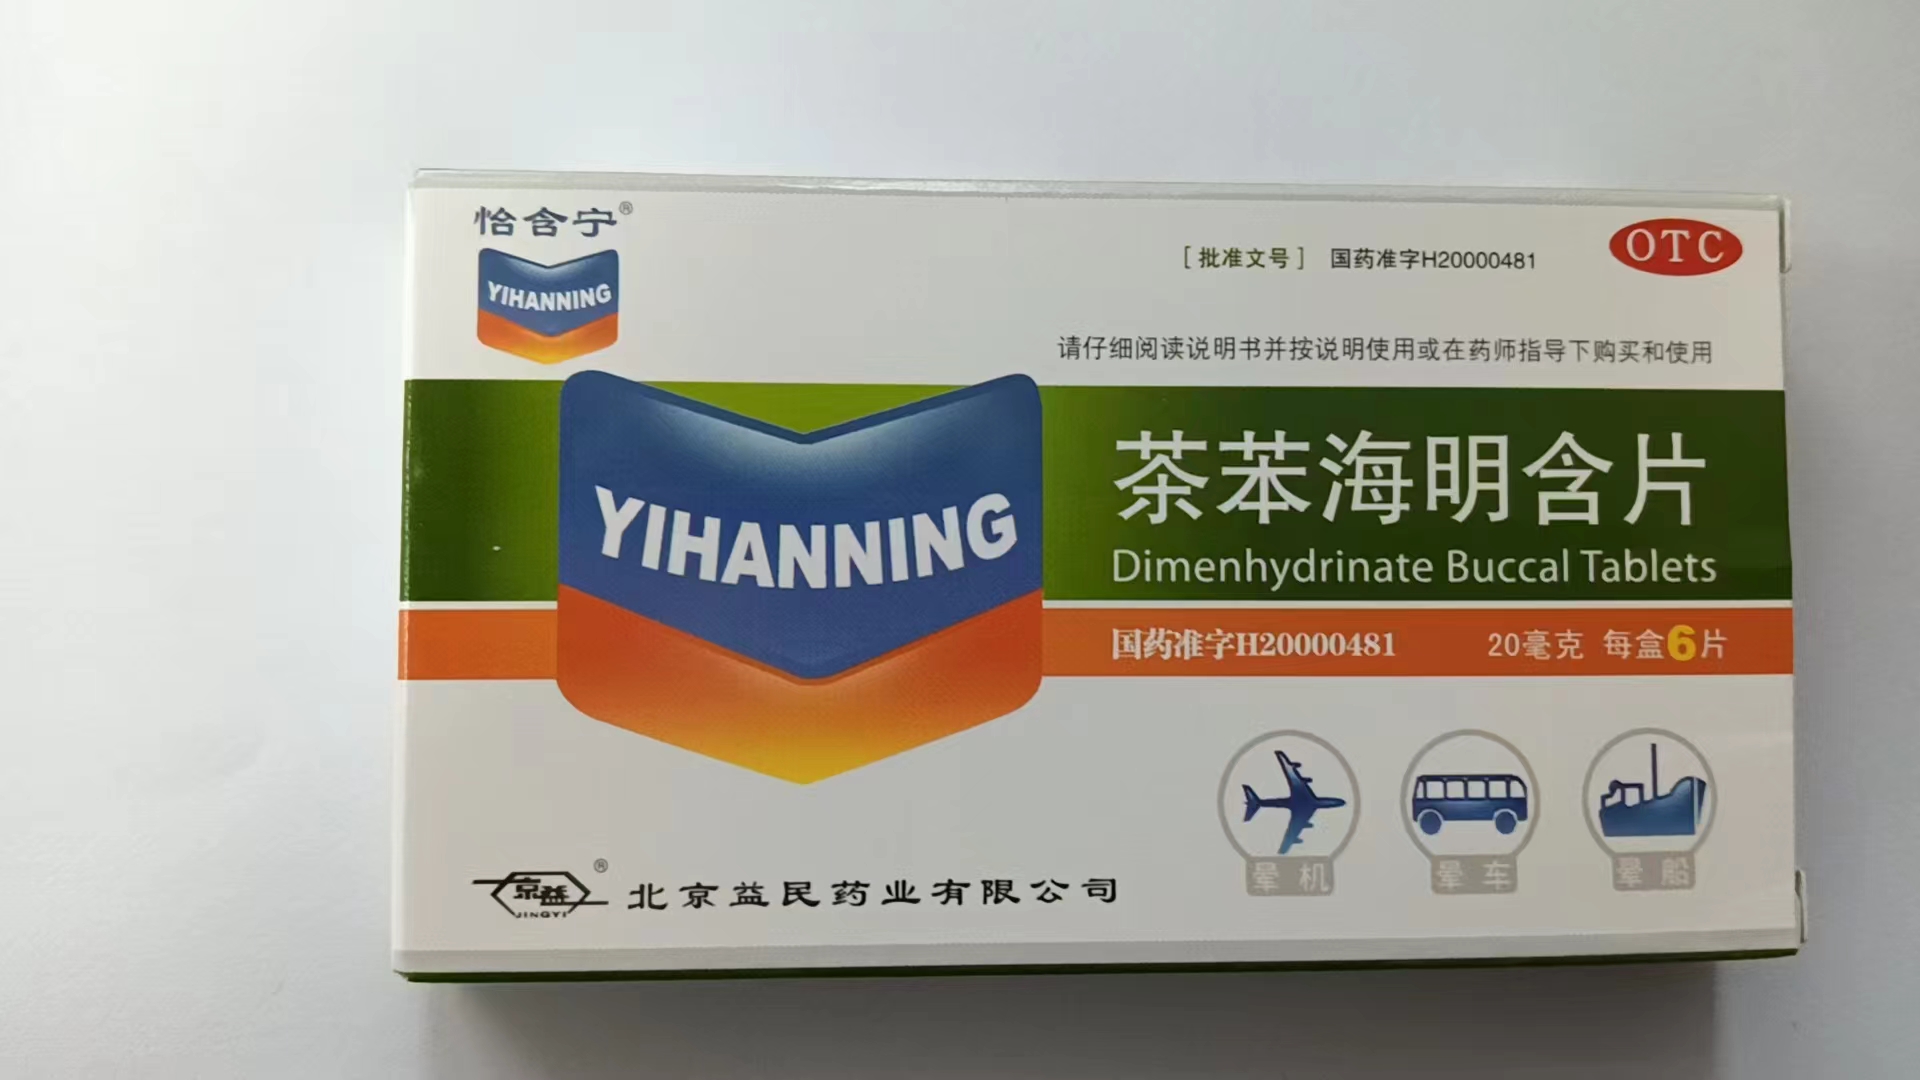 怡含宁®
YIHANNING
[批准文号] 国药准字H20000481
OTC
请仔细阅读说明书并按说明使用或在药师指导下购买和使用
YIHANNING
茶苯海明含片
Dimenhydrinate Buccal Tablets
国药准字H20000481 20毫克 每盒6片
晕机 晕车 晕船
京益® JINGYI 北京益民药业有限公司